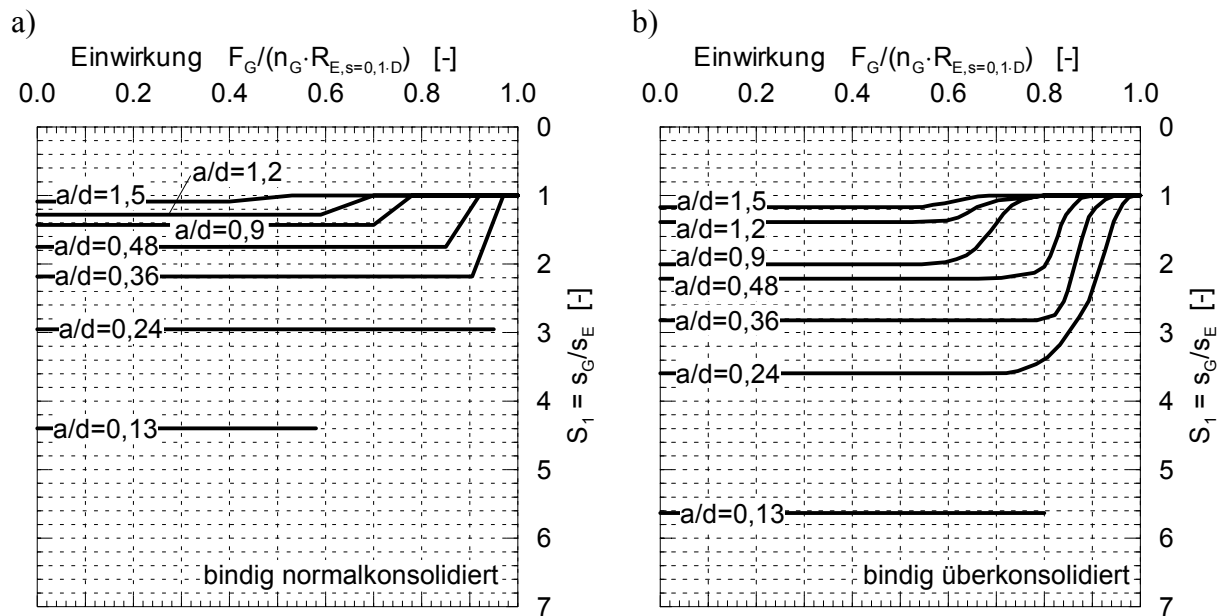 a)
Einwirkung F_G/(n_G·R_E,s=0,1·D) [-]
0.0 0.2 0.4 0.6 0.8 1.0
0
1
2
3
4
5
6
7
S_1 = s_G/s_E [-]
a/d=1,2
a/d=1,5
a/d=0,9
a/d=0,48
a/d=0,36
a/d=0,24
a/d=0,13
bindig normalkonsolidiert
b)
Einwirkung F_G/(n_G·R_E,s=0,1·D) [-]
0.0 0.2 0.4 0.6 0.8 1.0
0
1
2
3
4
5
6
7
S_1 = s_G/s_E [-]
a/d=1,5
a/d=1,2
a/d=0,9
a/d=0,48
a/d=0,36
a/d=0,24
a/d=0,13
bindig überkonsolidiert